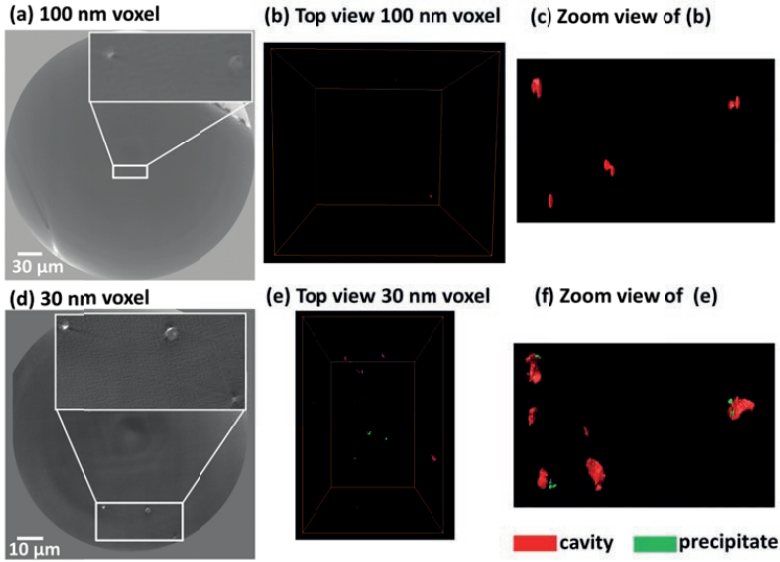 (a) 100 nm voxel
(b) Top view 100 nm voxel
(c) Zoom view of (b)
30 µm
(d) 30 nm voxel
(e) Top view 30 nm voxel
(f) Zoom view of (e)
10 µm
cavity
precipitate